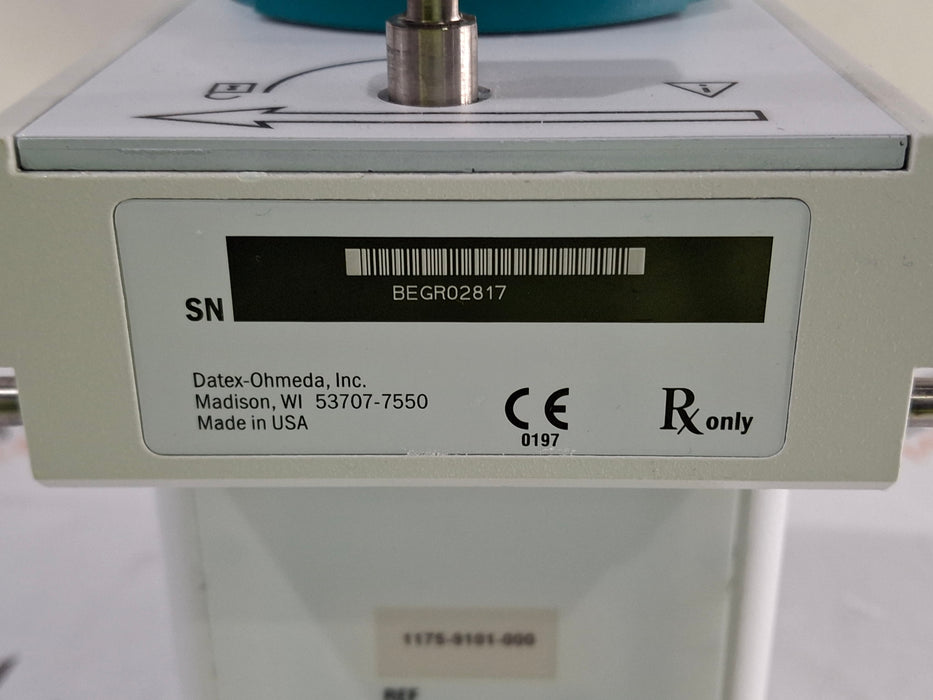 BEGR02817
SN
Datex-Ohmeda, Inc.
Madison, WI 53707-7550
Made in USA
CE
0197
Rx only
1175-9101-000
REF